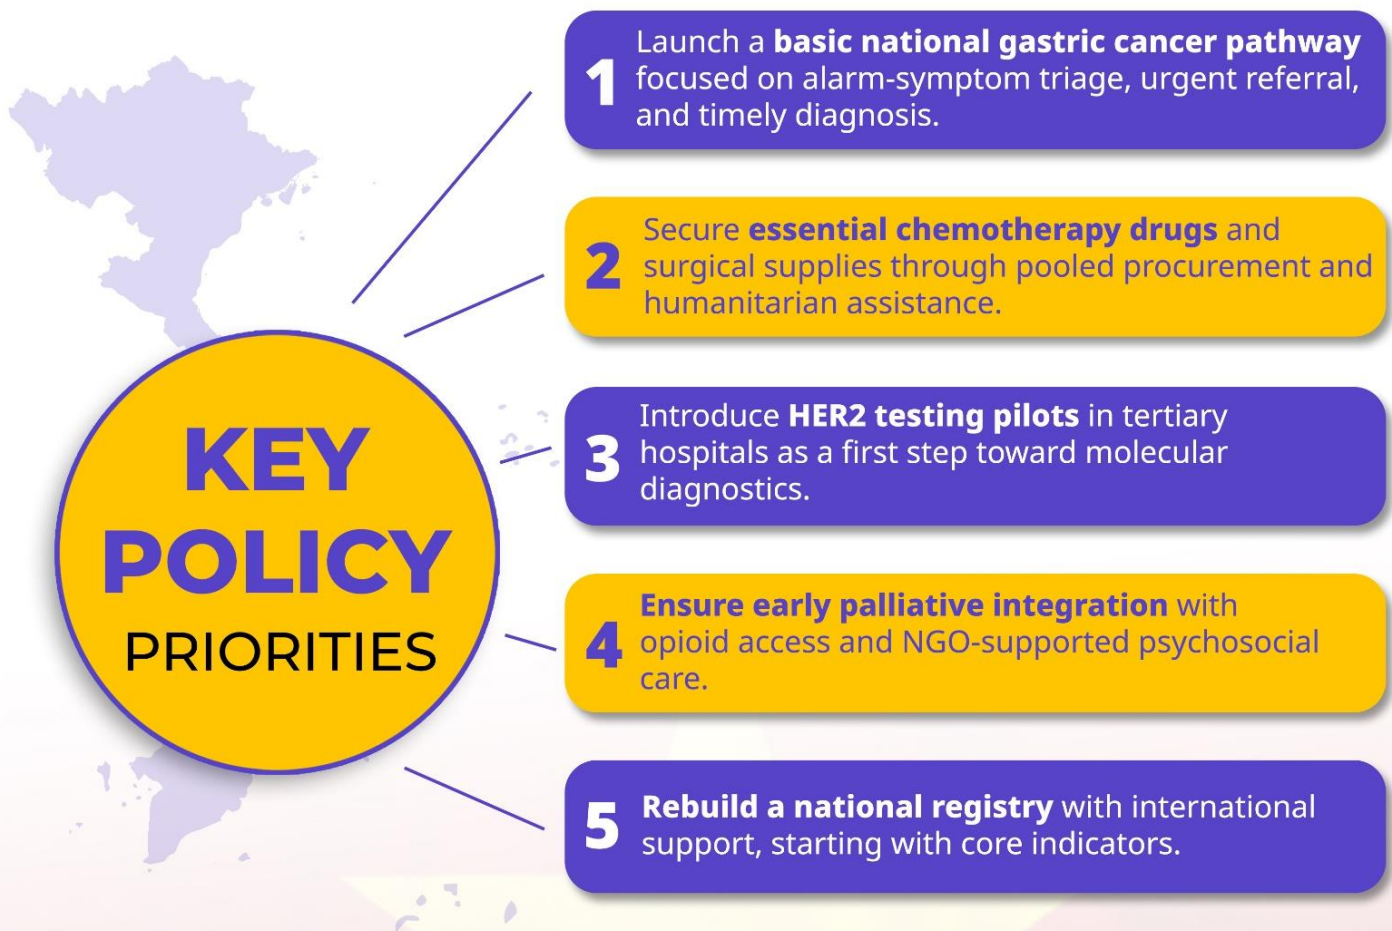 KEY
POLICY
PRIORITIES
1
Launch a basic national gastric cancer pathway
focused on alarm-symptom triage, urgent referral,
and timely diagnosis.
2
Secure essential chemotherapy drugs and
surgical supplies through pooled procurement and
humanitarian assistance.
3
Introduce HER2 testing pilots in tertiary
hospitals as a first step toward molecular
diagnostics.
4
Ensure early palliative integration with
opioid access and NGO-supported psychosocial
care.
5
Rebuild a national registry with international
support, starting with core indicators.